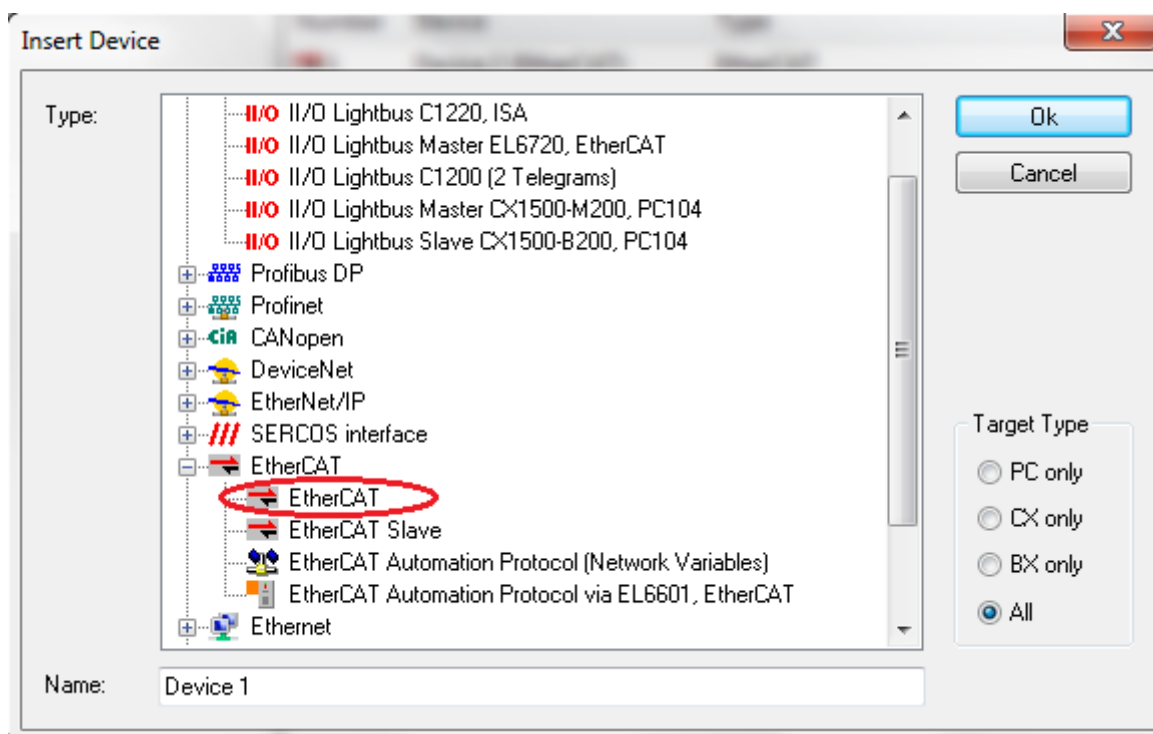 Insert Device
Type:
II/O II/O Lightbus C1220, ISA
II/O II/O Lightbus Master EL6720, EtherCAT
II/O II/O Lightbus C1200 (2 Telegrams)
II/O II/O Lightbus Master CX1500-M200, PC104
II/O II/O Lightbus Slave CX1500-B200, PC104
Profibus DP
Profinet
CiA CANopen
DeviceNet
EtherNet/IP
SERCOS interface
EtherCAT
EtherCAT
EtherCAT Slave
EtherCAT Automation Protocol (Network Variables)
EtherCAT Automation Protocol via EL6601, EtherCAT
Ethernet
Ok
Cancel
Target Type
PC only
CX only
BX only
All
Name: Device 1